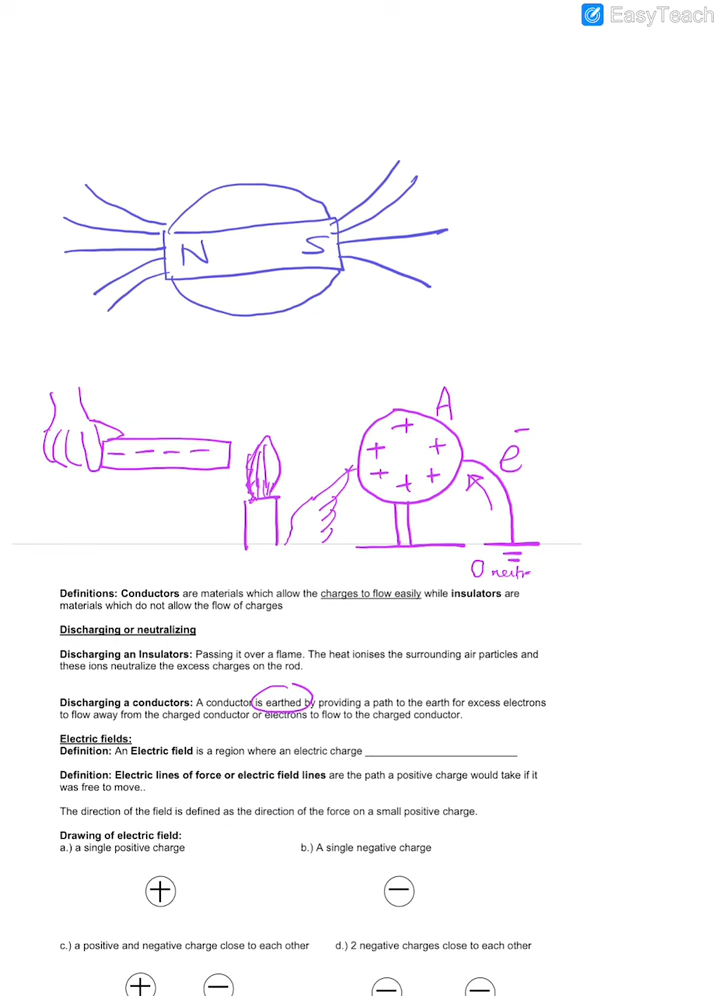 EasyTeach
N S
A
+
+ +
+ + +
- - - -
e-
0
Definitions: Conductors are materials which allow the charges to flow easily while insulators are
materials which do not allow the flow of charges
Discharging or neutralizing
Discharging an Insulators: Passing it over a flame. The heat ionises the surrounding air particles and
these ions neutralize the excess charges on the rod.
Discharging a conductors: A conductor is earthed by providing a path to the earth for excess electrons
to flow away from the charged conductor or electrons to flow to the charged conductor.
Electric fields:
Definition: An Electric field is a region where an electric charge ____________________________
Definition: Electric lines of force or electric field lines are the path a positive charge would take if it
was free to move..
The direction of the field is defined as the direction of the force on a small positive charge.
Drawing of electric field:
a.) a single positive charge b.) A single negative charge
+ −
c.) a positive and negative charge close to each other d.) 2 negative charges close to each other
+ − − −